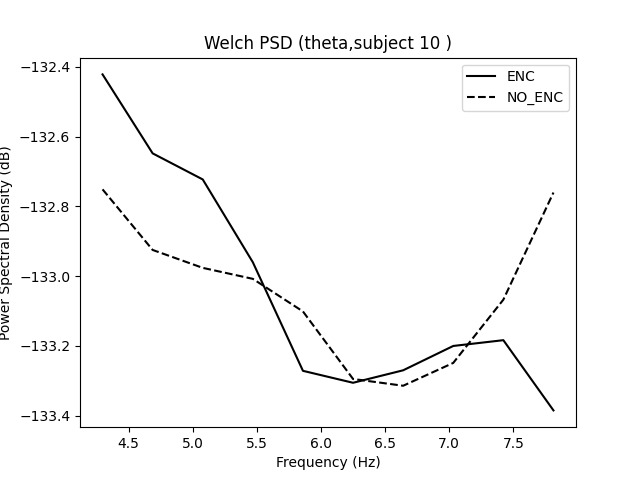 Welch PSD (theta,subject 10 )
ENC
NO_ENC
Power Spectral Density (dB)
−132.4
−132.6
−132.8
−133.0
−133.2
−133.4
4.5 5.0 5.5 6.0 6.5 7.0 7.5
Frequency (Hz)